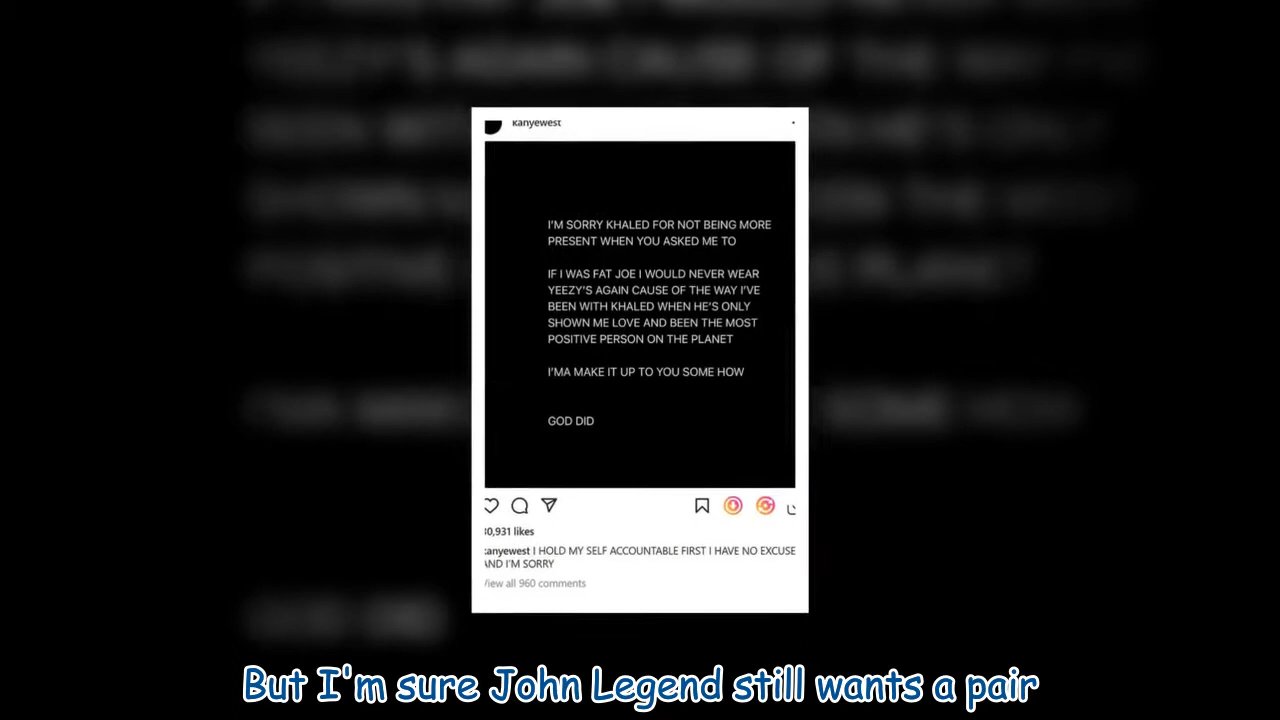 kanyewest
I'M SORRY KHALED FOR NOT BEING MORE
PRESENT WHEN YOU ASKED ME TO
IF I WAS FAT JOE I WOULD NEVER WEAR
YEEZY'S AGAIN CAUSE OF THE WAY I'VE
BEEN WITH KHALED WHEN HE'S ONLY
SHOWN ME LOVE AND BEEN THE MOST
POSITIVE PERSON ON THE PLANET
I'MA MAKE IT UP TO YOU SOME HOW
GOD DID
30,931 likes
kanyewest I HOLD MY SELF ACCOUNTABLE FIRST I HAVE NO EXCUSE
AND I'M SORRY
View all 960 comments
But I'm sure John Legend still wants a pair